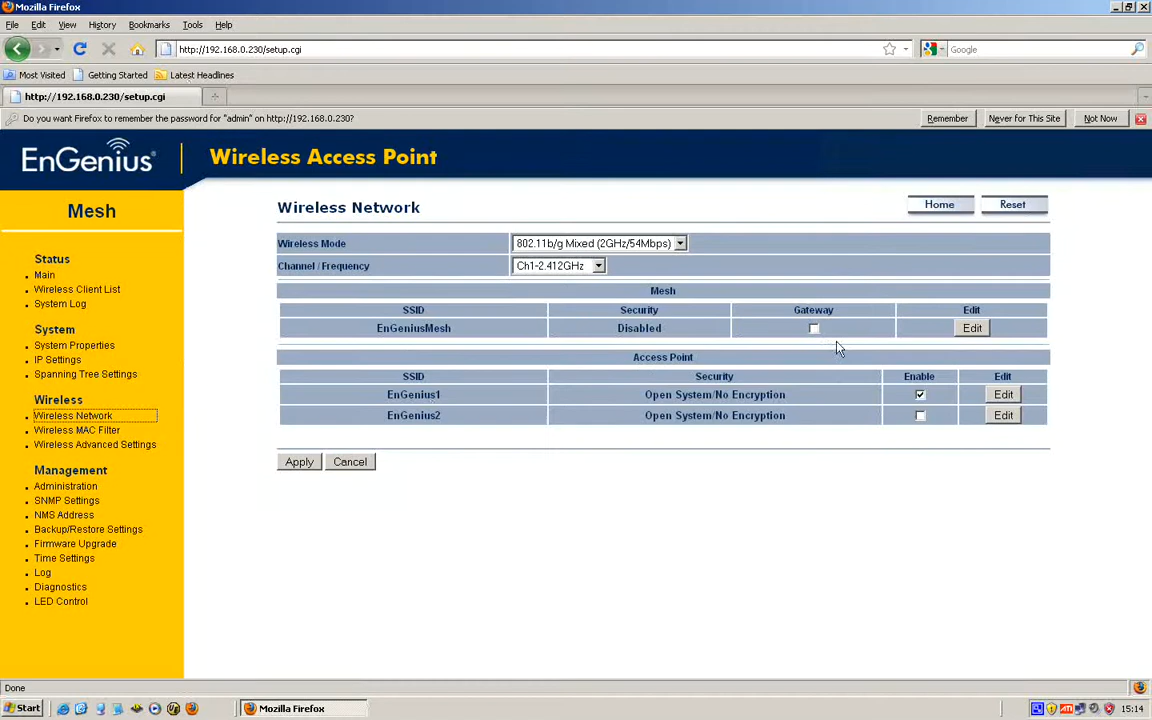 Mozilla Firefox
File Edit View History Bookmarks Tools Help
http://192.168.0.230/setup.cgi
Google
Most Visited Getting Started Latest Headlines
http://192.168.0.230/setup.cgi
Do you want Firefox to remember the password for "admin" on http://192.168.0.230?
Remember Never for This Site Not Now
EnGenius® Wireless Access Point
Mesh
Status
Main
Wireless Client List
System Log
System
System Properties
IP Settings
Spanning Tree Settings
Wireless
Wireless Network
Wireless MAC Filter
Wireless Advanced Settings
Management
Administration
SNMP Settings
NMS Address
Backup/Restore Settings
Firmware Upgrade
Time Settings
Log
Diagnostics
LED Control
Wireless Network Home Reset
Wireless Mode 802.11b/g Mixed (2GHz/54Mbps)
Channel / Frequency Ch1-2.412GHz
Mesh
SSID Security Gateway Edit
EnGeniusMesh Disabled Edit
Access Point
SSID Security Enable Edit
EnGenius1 Open System/No Encryption Edit
EnGenius2 Open System/No Encryption Edit
Apply Cancel
Done
Start Mozilla Firefox 15:14